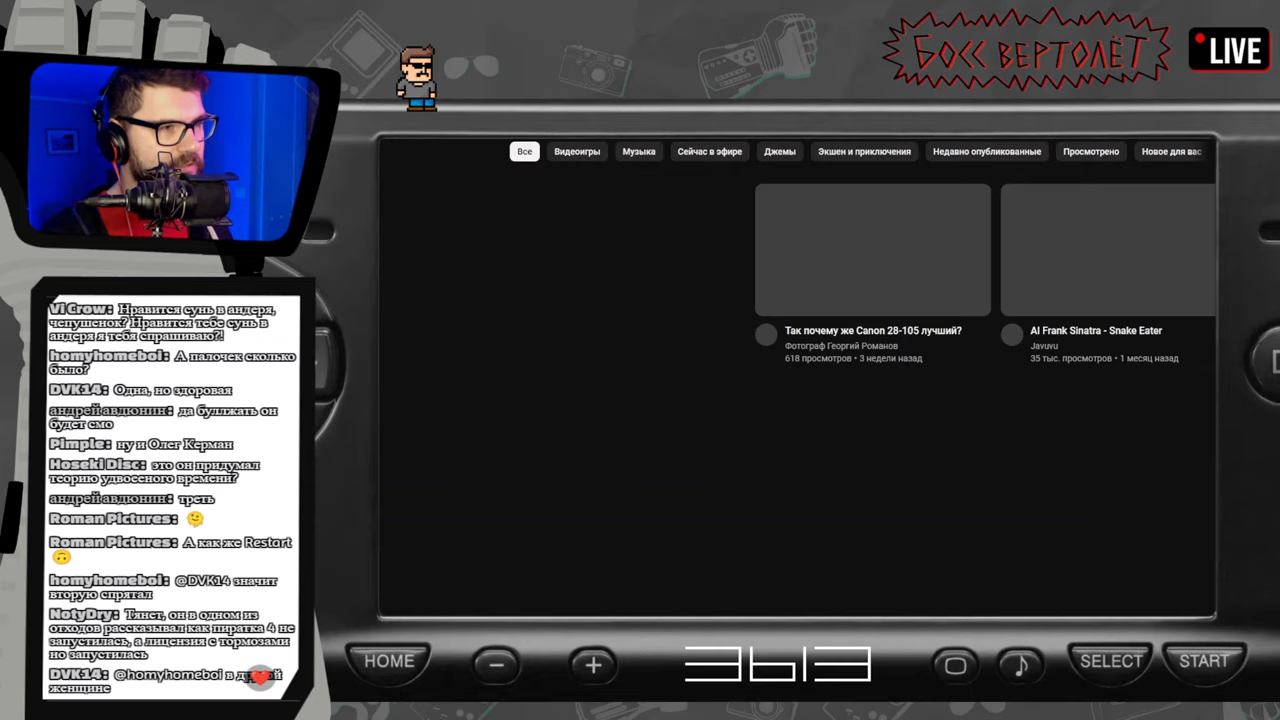 БОСС ВЕРТОЛЁТ
LIVE
Все Видеоигры Музыка Сейчас в эфире Джемы Экшен и приключения Недавно опубликованные Просмотрено Новое для вас
Так почему же Canon 28-105 лучший?
Фотограф Георгий Романов
618 просмотров • 3 недели назад
AI Frank Sinatra - Snake Eater
Javuvu
35 тыс. просмотров • 1 месяц назад
Vi Crow: Нравится сунь в андеря,
чепушенок? Нравится тебе сунь в
андеря я тебя спрашиваю?!
homyhomeboi: А палочек сколько
было?
DVK14: Одна, но здоровая
андрей авдюнин: да буллжать он
будет смо
Pimple: ну и Олег Керман
Hoseki Disc: это он придумал
теорию удвоеного времени?
андрей авдюнин: треть
Roman Pictures: 🫠
Roman Pictures: А как же Restart
🙃
homyhomeboi: @DVK14 значит
вторую спрятал
NotyDry: Тянет, он в одном из
отходов рассказывал как пиратка 4 не
запустилась, а лицензия с тормозами
но запустилась
DVK14: @homyhomeboi в
женщине
HOME
−
+
3613
SELECT
START